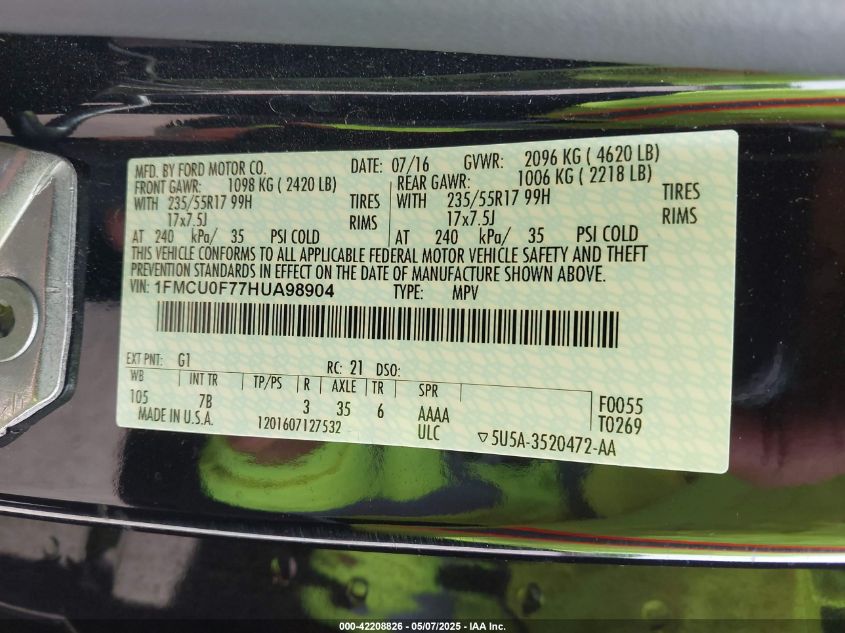 MFD. BY FORD MOTOR CO. DATE: 07/16 GVWR: 2096 KG ( 4620 LB)
FRONT GAWR: 1098 KG ( 2420 LB) REAR GAWR: 1006 KG ( 2218 LB)
WITH 235/55R17 99H TIRES WITH 235/55R17 99H TIRES
17x7.5J RIMS 17x7.5J RIMS
AT 240 kPa/ 35 PSI COLD AT 240 kPa/ 35 PSI COLD
THIS VEHICLE CONFORMS TO ALL APPLICABLE FEDERAL MOTOR VEHICLE SAFETY AND THEFT
PREVENTION STANDARDS IN EFFECT ON THE DATE OF MANUFACTURE SHOWN ABOVE.
VIN: 1FMCU0F77HUA98904 TYPE: MPV
EXT PNT: G1 RC: 21 DSO:
WB INT TR TP/PS R AXLE TR SPR
105 7B 3 35 6 AAAA F0055
MADE IN U.S.A. 1201607127532 ULC T0269
▽5U5A-3520472-AA
000-42208826 - 05/07/2025 - IAA Inc.